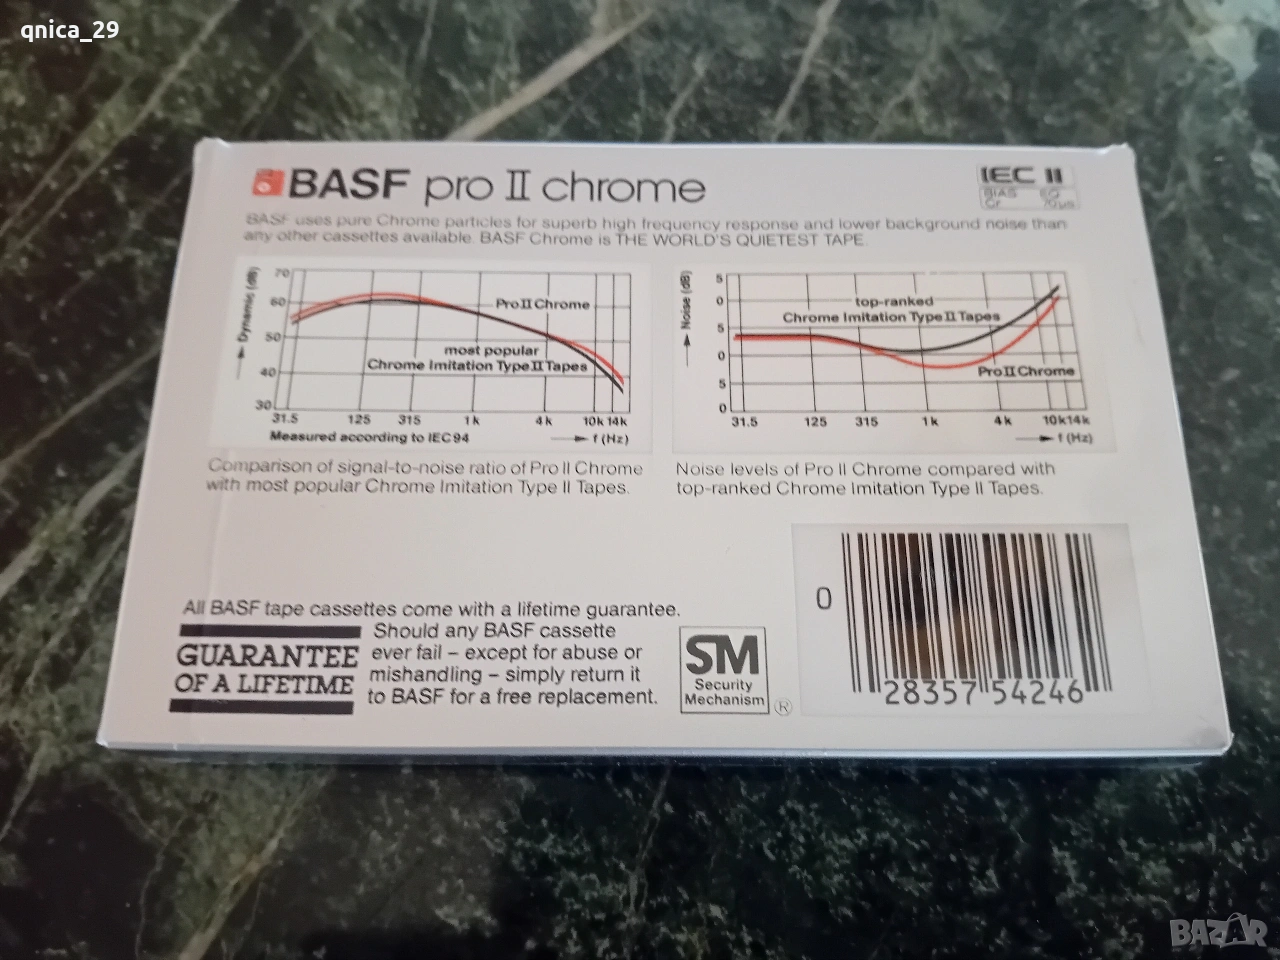 qnica_29
BASF pro II chrome
IEC II
BIAS EQ
Cr 70µs
BASF uses pure Chrome particles for superb high frequency response and lower background noise than
any other cassettes available. BASF Chrome is THE WORLD'S QUIETEST TAPE.
Dynamic (dB)
70
60
50
40
30
Pro II Chrome
most popular
Chrome Imitation Type II Tapes
31.5 125 315 1k 4k 10k 14k
Measured according to IEC 94
f (Hz)
Noise (dB)
5
0
5
0
5
0
top-ranked
Chrome Imitation Type II Tapes
Pro II Chrome
31.5 125 315 1k 4k 10k 14k
f (Hz)
Comparison of signal-to-noise ratio of Pro II Chrome
with most popular Chrome Imitation Type II Tapes.
Noise levels of Pro II Chrome compared with
top-ranked Chrome Imitation Type II Tapes.
All BASF tape cassettes come with a lifetime guarantee.
GUARANTEE
OF A LIFETIME
Should any BASF cassette
ever fail – except for abuse or
mishandling – simply return it
to BASF for a free replacement.
SM
Security
Mechanism
®
0
28357 54246
BAZAR